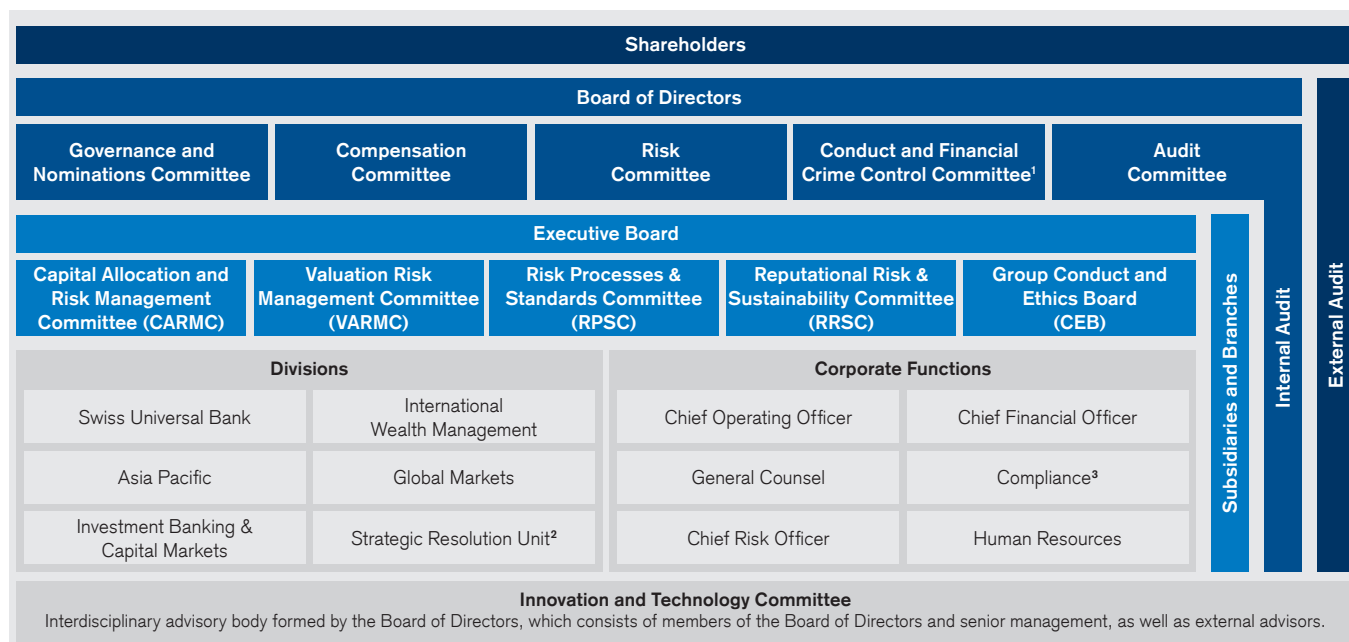 Shareholders
Board of Directors
Governance and
Nominations Committee
Compensation
Committee
Risk
Committee
Conduct and Financial
Crime Control Committee¹
Audit
Committee
Executive Board
Capital Allocation and
Risk Management
Committee (CARMC)
Valuation Risk
Management Committee
(VARMC)
Risk Processes &
Standards Committee
(RPSC)
Reputational Risk &
Sustainability Committee
(RRSC)
Group Conduct and
Ethics Board
(CEB)
Divisions
Swiss Universal Bank
International
Wealth Management
Asia Pacific
Global Markets
Investment Banking &
Capital Markets
Strategic Resolution Unit²
Corporate Functions
Chief Operating Officer
Chief Financial Officer
General Counsel
Compliance³
Chief Risk Officer
Human Resources
Subsidiaries and Branches
Internal Audit
External Audit
Innovation and Technology Committee
Interdisciplinary advisory body formed by the Board of Directors, which consists of members of the Board of Directors and senior management, as well as external advisors.